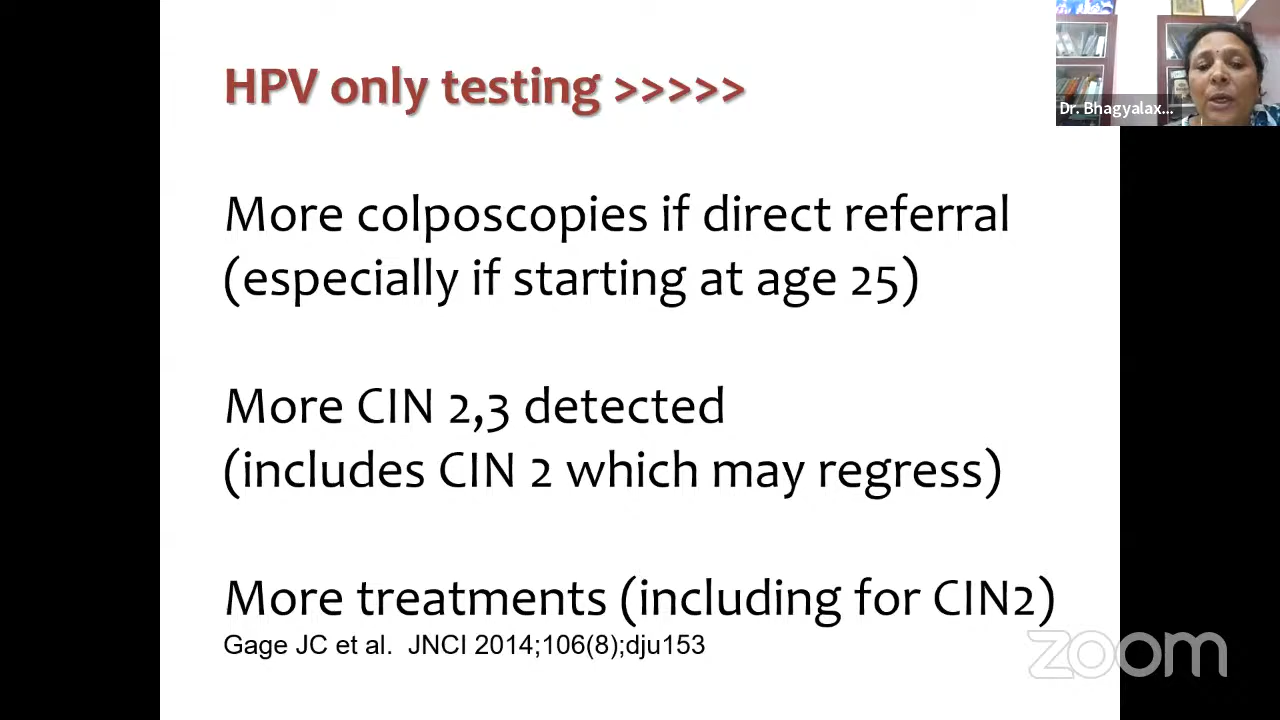 HPV only testing >>>>>
Dr. Bhagyalax...
More colposcopies if direct referral
(especially if starting at age 25)
More CIN 2,3 detected
(includes CIN 2 which may regress)
More treatments (including for CIN2)
Gage JC et al.  JNCI 2014;106(8);dju153
zoom